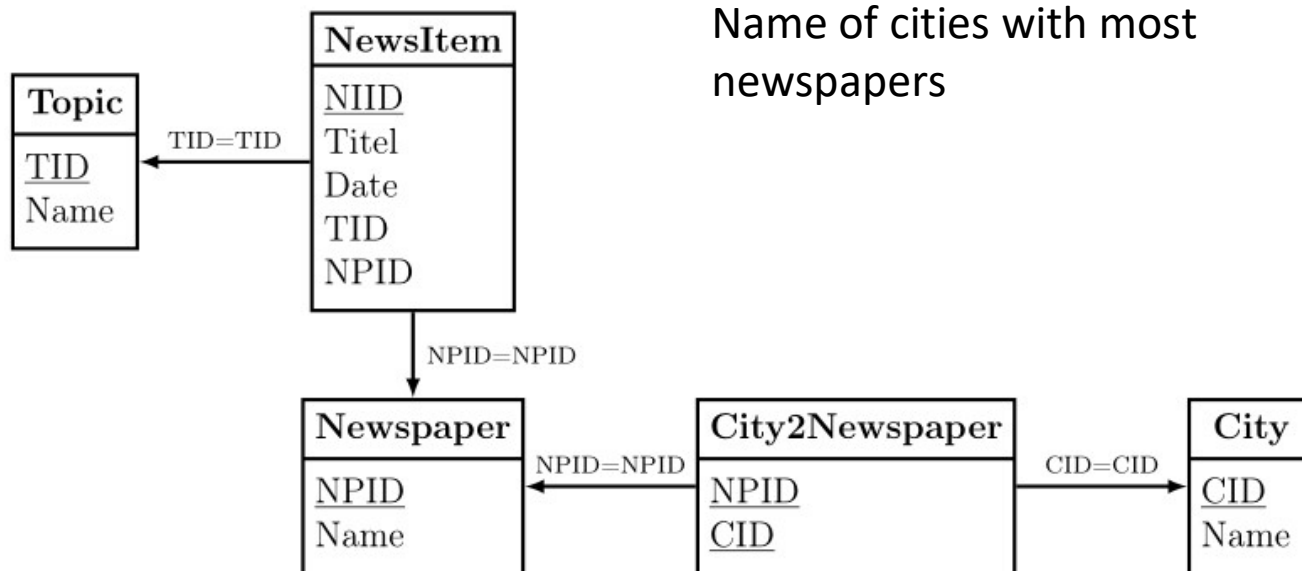 Name of cities with most
newspapers
NewsItem
NIID
Titel
Date
TID
NPID
Topic
TID
Name
TID=TID
NPID=NPID
Newspaper
NPID
Name
NPID=NPID
City2Newspaper
NPID
CID
CID=CID
City
CID
Name